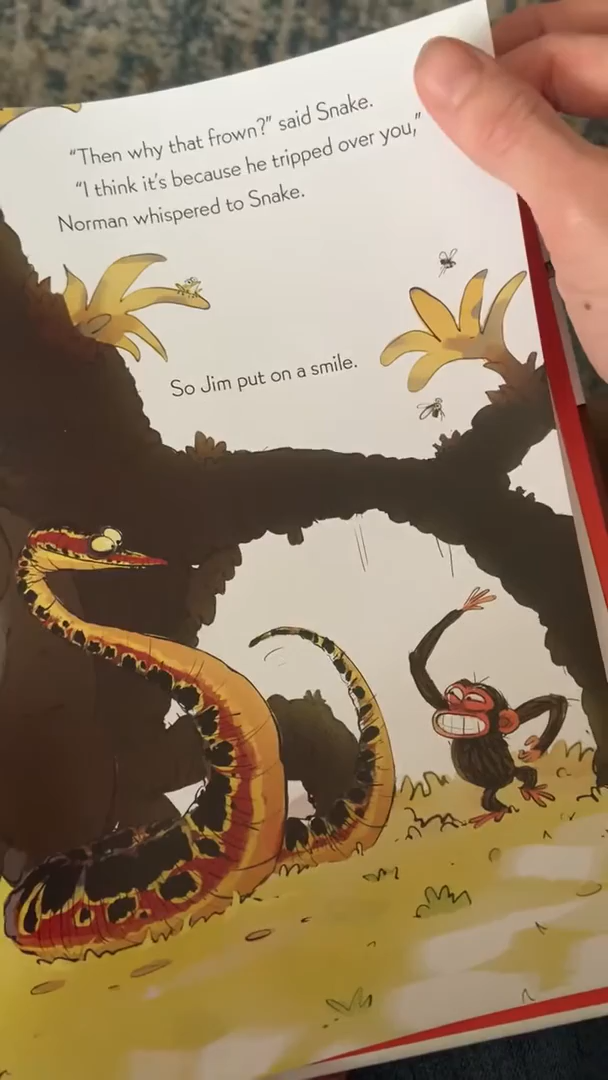 “Then why that frown?” said Snake.
“I think it’s because he tripped over you,”
Norman whispered to Snake.
So Jim put on a smile.